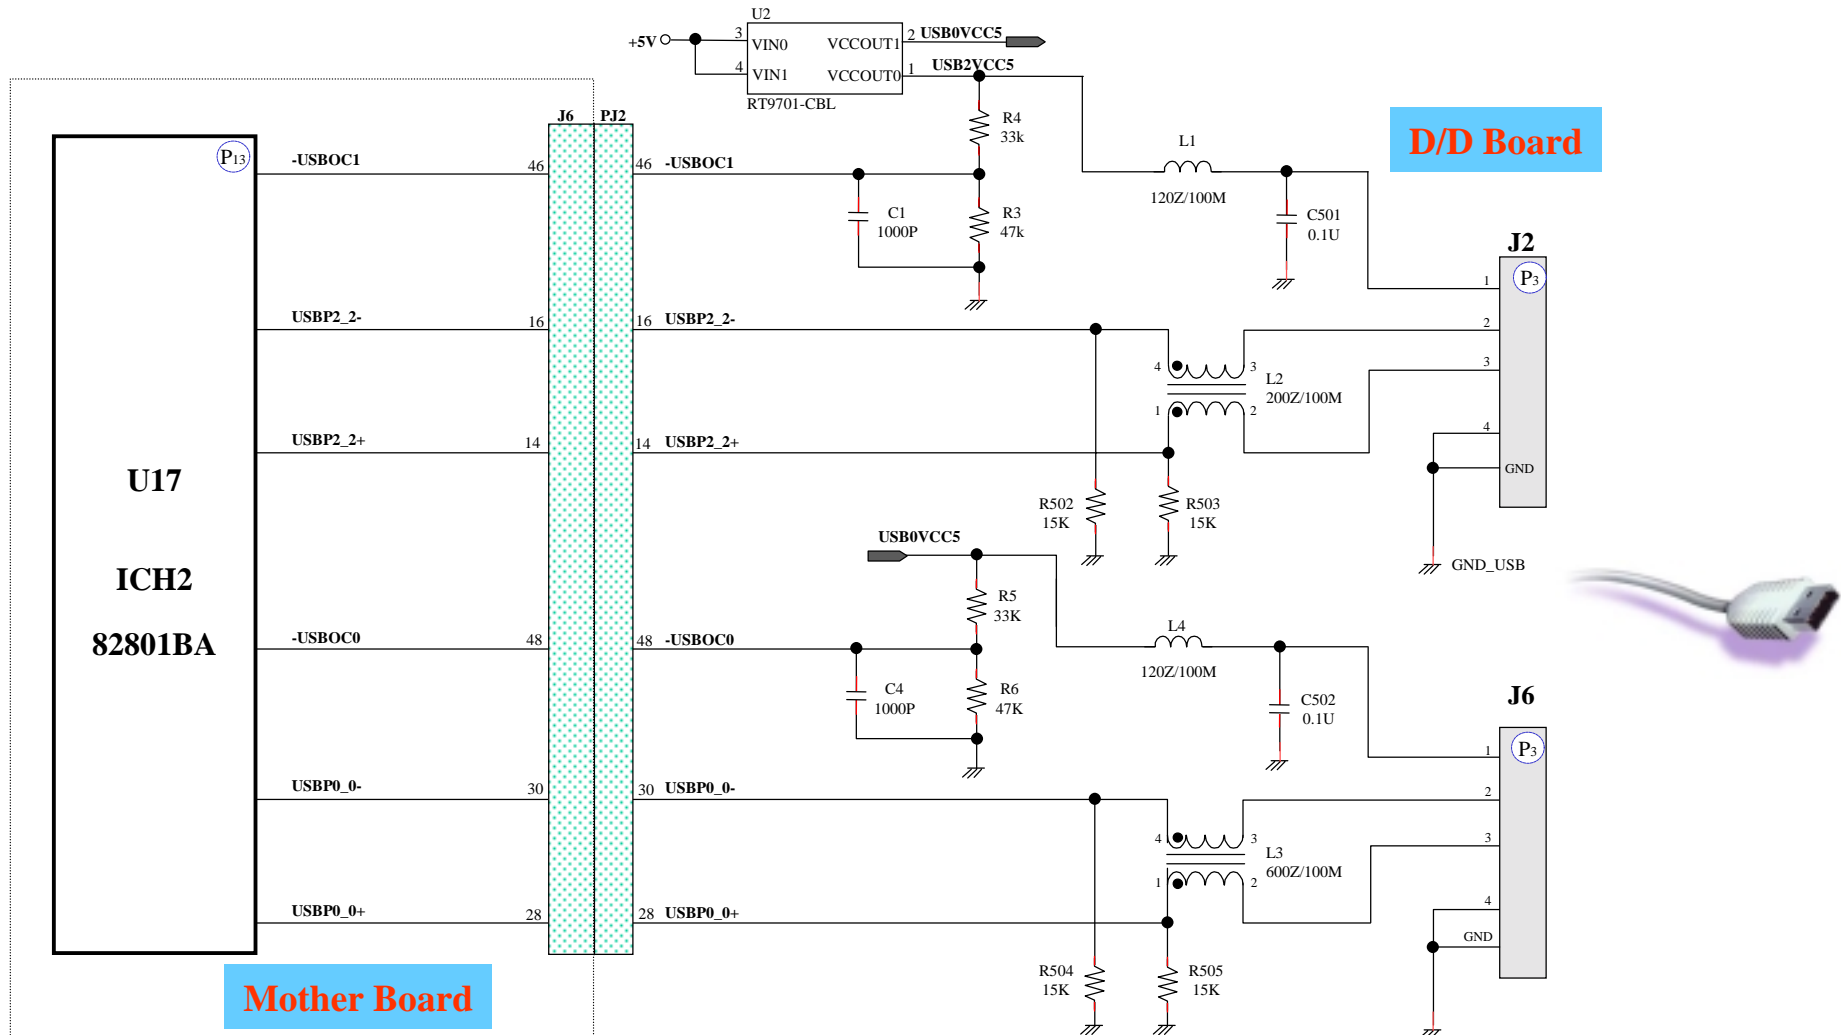 U2
+5V
3
4
VIN0
VIN1
VCCOUT1
VCCOUT0
2
1
USB0VCC5
USB2VCC5
RT9701-CBL
J6
PJ2
R4
33k
L1
120Z/100M
D/D Board
P13
-USBOC1
46
46
-USBOC1
C1
1000P
R3
47k
C501
0.1U
J2
P3
1
2
3
4
GND
USBP2_2-
16
16
USBP2_2-
4
3
1
2
L2
200Z/100M
USBP2_2+
14
14
USBP2_2+
U17
ICH2
82801BA
R502
15K
R503
15K
GND_USB
USB0VCC5
R5
33K
L4
120Z/100M
-USBOC0
48
48
-USBOC0
C4
1000P
R6
47K
C502
0.1U
J6
P3
1
2
3
4
GND
USBP0_0-
30
30
USBP0_0-
4
3
1
2
L3
600Z/100M
USBP0_0+
28
28
USBP0_0+
R504
15K
R505
15K
Mother Board